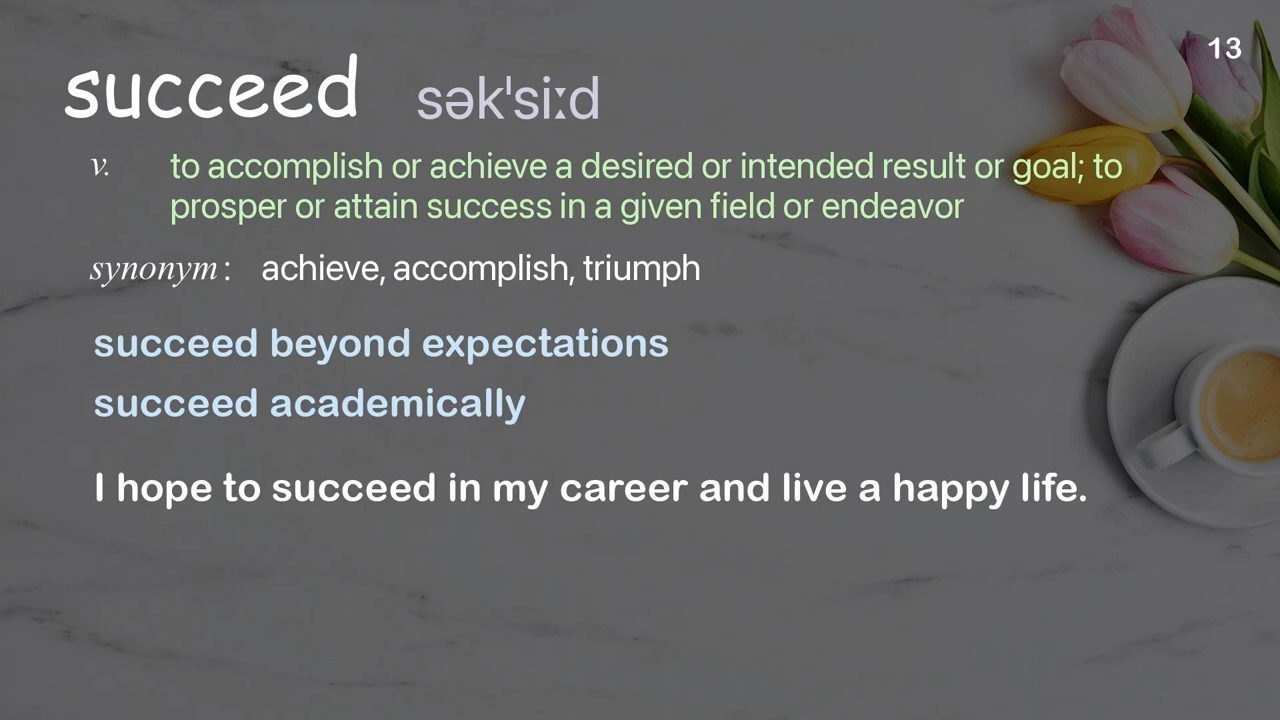 13
succeed səkˈsiːd
v. to accomplish or achieve a desired or intended result or goal; to
prosper or attain success in a given field or endeavor
synonym: achieve, accomplish, triumph
succeed beyond expectations
succeed academically
I hope to succeed in my career and live a happy life.